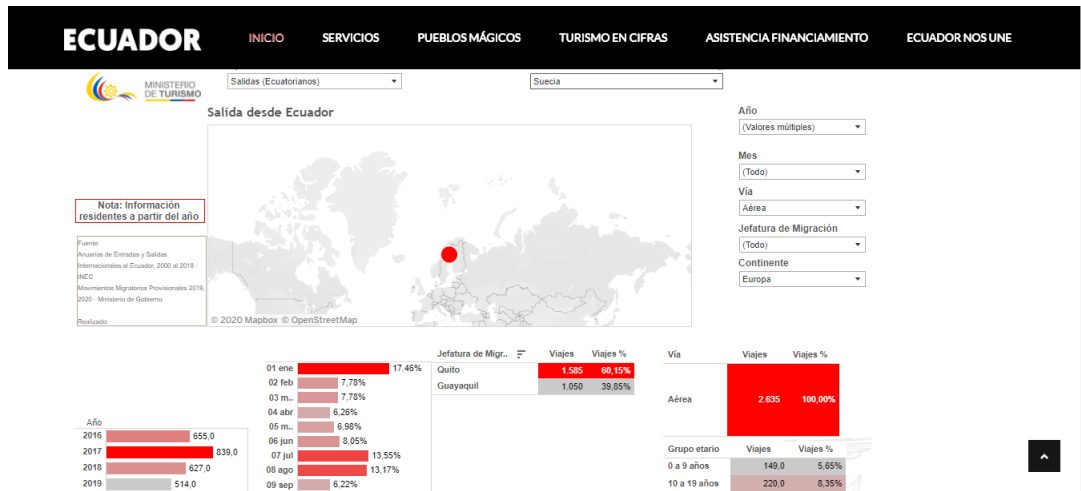 ECUADOR INICIO SERVICIOS PUEBLOS MÁGICOS TURISMO EN CIFRAS ASISTENCIA FINANCIAMIENTO ECUADOR NOS UNE
MINISTERIO
DE TURISMO
Salidas (Ecuatorianos) Suecia
Salida desde Ecuador
Año
(Valores múltiples)
Mes
(Todo)
Vía
Aérea
Jefatura de Migración
(Todo)
Continente
Europa
Nota: Información
residentes a partir del año
Fuente:
Anuarios de Entradas y Salidas
Internacionales al Ecuador, 2000 al 2018 -
INEC
Movimientos Migratorios Provisionales 2019,
2020 - Ministerio de Gobierno
Realizado:
© 2020 Mapbox © OpenStreetMap
Año
2016 655,0
2017 839,0
2018 627,0
2019 514,0
01 ene 17,46%
02 feb 7,78%
03 m.. 7,78%
04 abr 6,26%
05 m.. 6,98%
06 jun 8,05%
07 jul 13,55%
08 ago 13,17%
09 sep 6,22%
Jefatura de Migr.. Viajes Viajes %
Quito 1.585 60,15%
Guayaquil 1.050 39,85%
Vía Viajes Viajes %
Aérea 2.635 100,00%
Grupo etario Viajes Viajes %
0 a 9 años 149,0 5,65%
10 a 19 años 220,0 8,35%